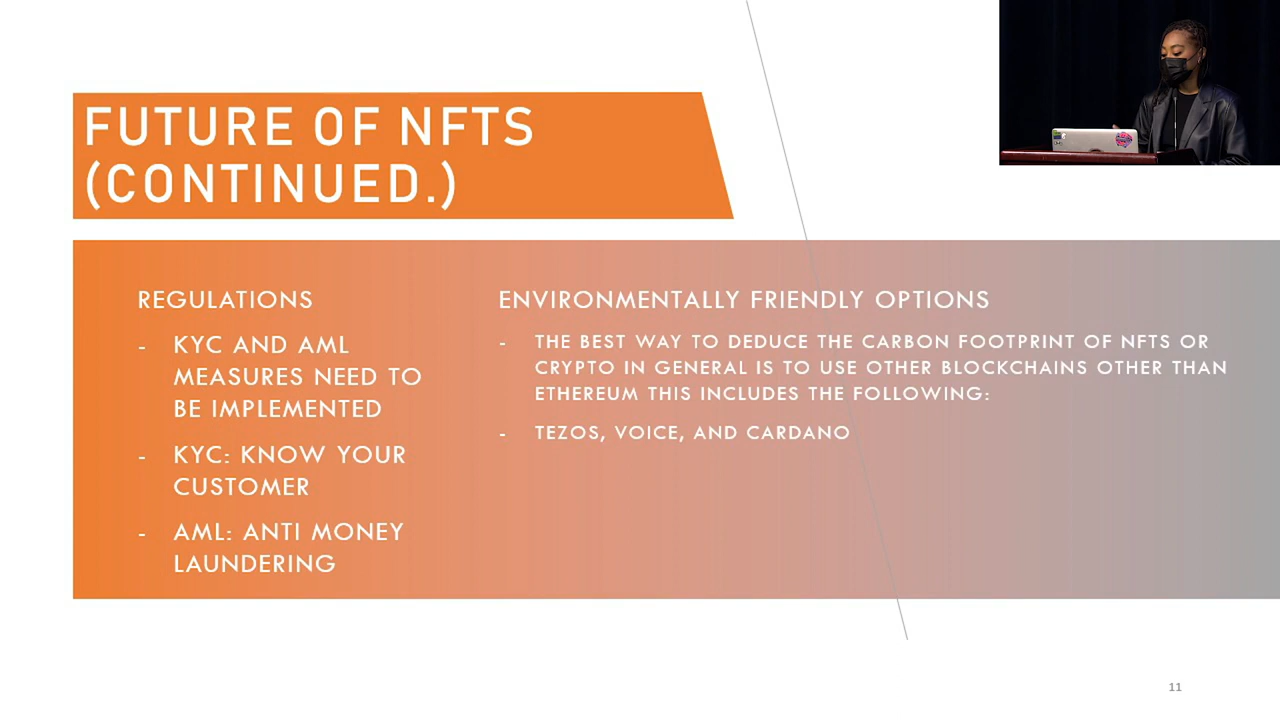 FUTURE OF NFTS
(CONTINUED.)
REGULATIONS
- KYC AND AML
MEASURES NEED TO
BE IMPLEMENTED
- KYC: KNOW YOUR
CUSTOMER
- AML: ANTI MONEY
LAUNDERING
ENVIRONMENTALLY FRIENDLY OPTIONS
- THE BEST WAY TO DEDUCE THE CARBON FOOTPRINT OF NFTS OR
CRYPTO IN GENERAL IS TO USE OTHER BLOCKCHAINS OTHER THAN
ETHEREUM THIS INCLUDES THE FOLLOWING:
- TEZOS, VOICE, AND CARDANO
11